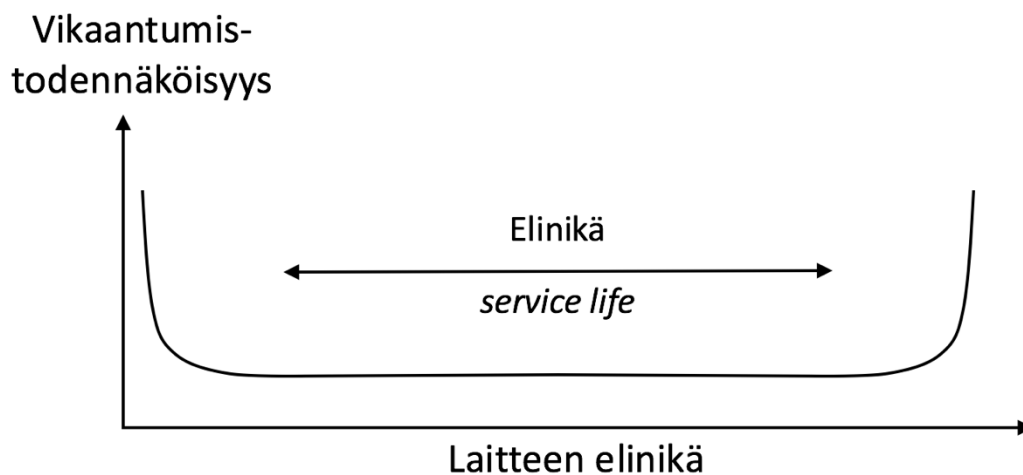 Vikaantumis-
todennäköisyys
Elinikä
service life
Laitteen elinikä